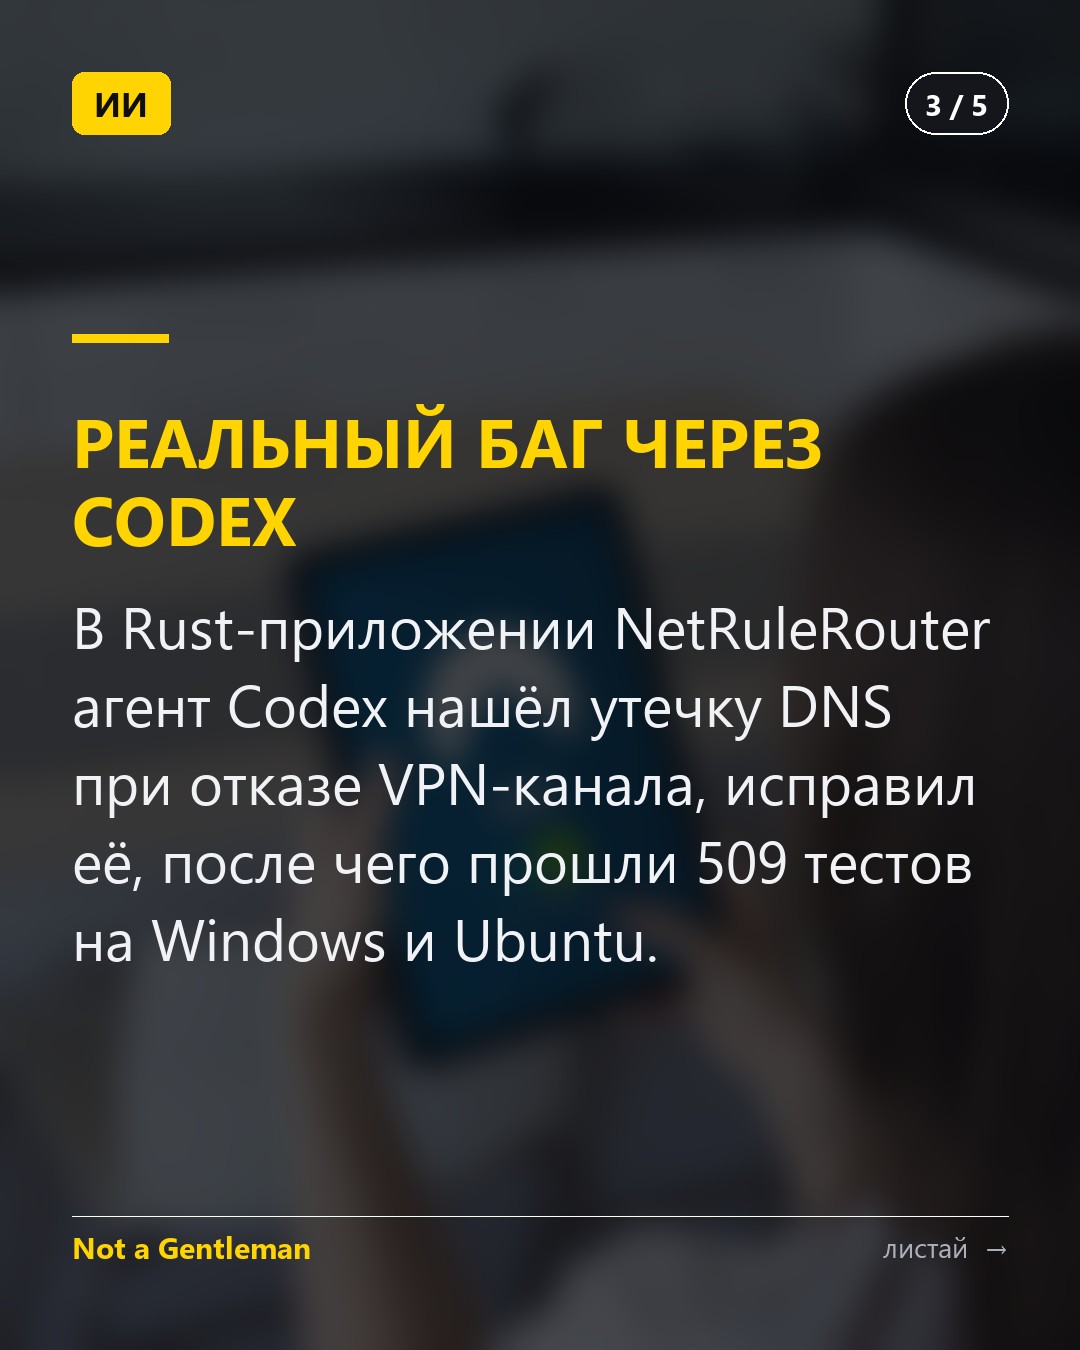 ИИ
3 / 5
РЕАЛЬНЫЙ БАГ ЧЕРЕЗ
CODEX
В Rust-приложении NetRuleRouter
агент Codex нашёл утечку DNS
при отказе VPN-канала, исправил
её, после чего прошли 509 тестов
на Windows и Ubuntu.
Not a Gentleman
листай →